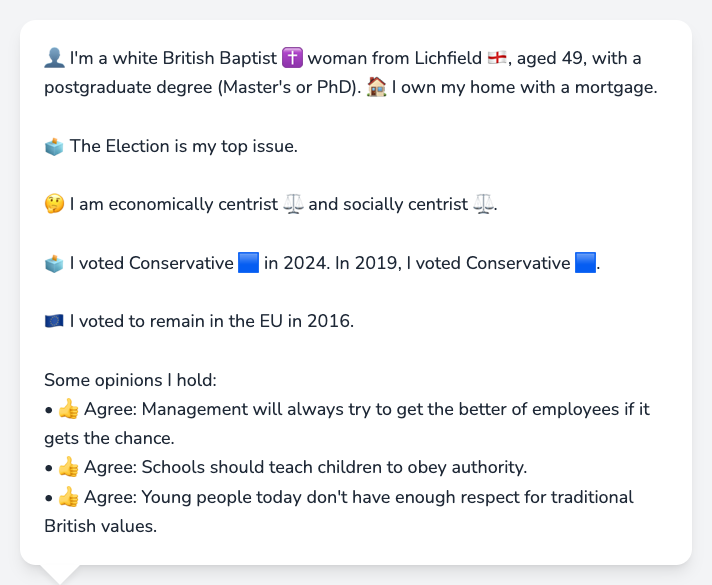 👤 I'm a white British Baptist ✝️ woman from Lichfield 🏴󠁧󠁢󠁥󠁮󠁧󠁿, aged 49, with a
postgraduate degree (Master's or PhD). 🏠 I own my home with a mortgage.
🗳️ The Election is my top issue.
🤔 I am economically centrist ⚖️ and socially centrist ⚖️.
🗳️ I voted Conservative 🟦 in 2024. In 2019, I voted Conservative 🟦.
🇪🇺 I voted to remain in the EU in 2016.
Some opinions I hold:
• 👍 Agree: Management will always try to get the better of employees if it
gets the chance.
• 👍 Agree: Schools should teach children to obey authority.
• 👍 Agree: Young people today don't have enough respect for traditional
British values.